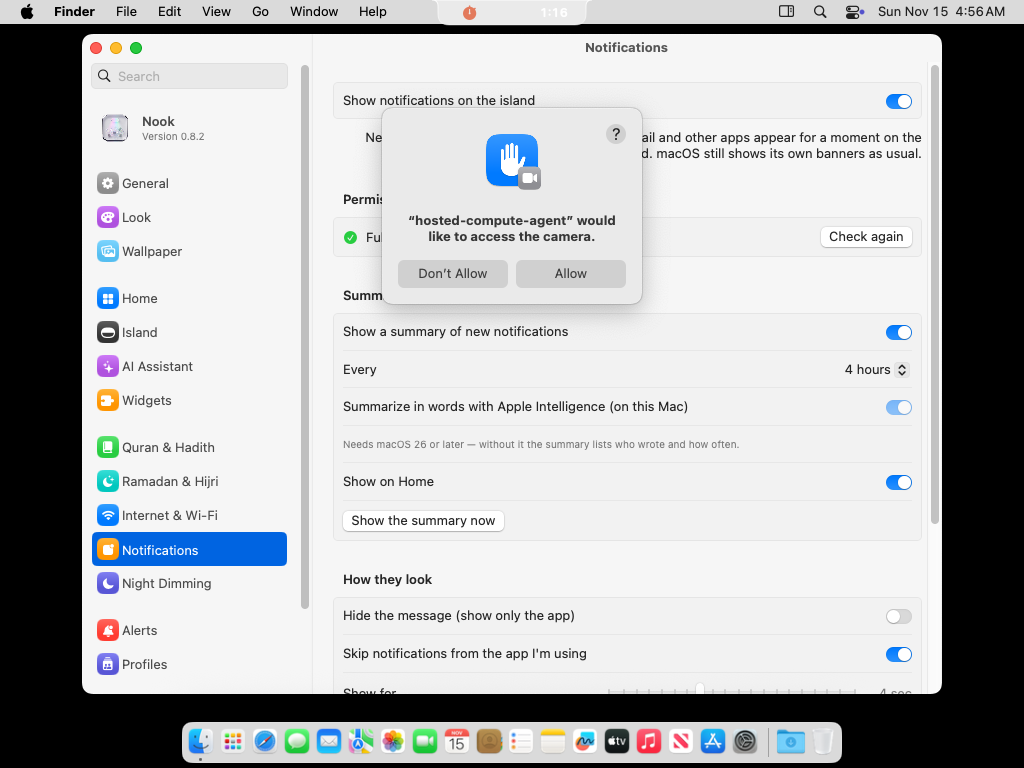 Finder File Edit View Go Window Help 1:16 Sun Nov 15 4:56 AM
Notifications
Search
Nook
Version 0.8.2
General
Look
Wallpaper
Home
Island
AI Assistant
Widgets
Quran & Hadith
Ramadan & Hijri
Internet & Wi-Fi
Notifications
Night Dimming
Alerts
Profiles
Show notifications on the island
Ne
ail and other apps appear for a moment on the
d. macOS still shows its own banners as usual.
Permis
Ful
Check again
?
“hosted-compute-agent” would
like to access the camera.
Don’t Allow Allow
Summ
Show a summary of new notifications
Every 4 hours
Summarize in words with Apple Intelligence (on this Mac)
Needs macOS 26 or later — without it the summary lists who wrote and how often.
Show on Home
Show the summary now
How they look
Hide the message (show only the app)
Skip notifications from the app I'm using
Show for 4 sec
NOV
15
tv